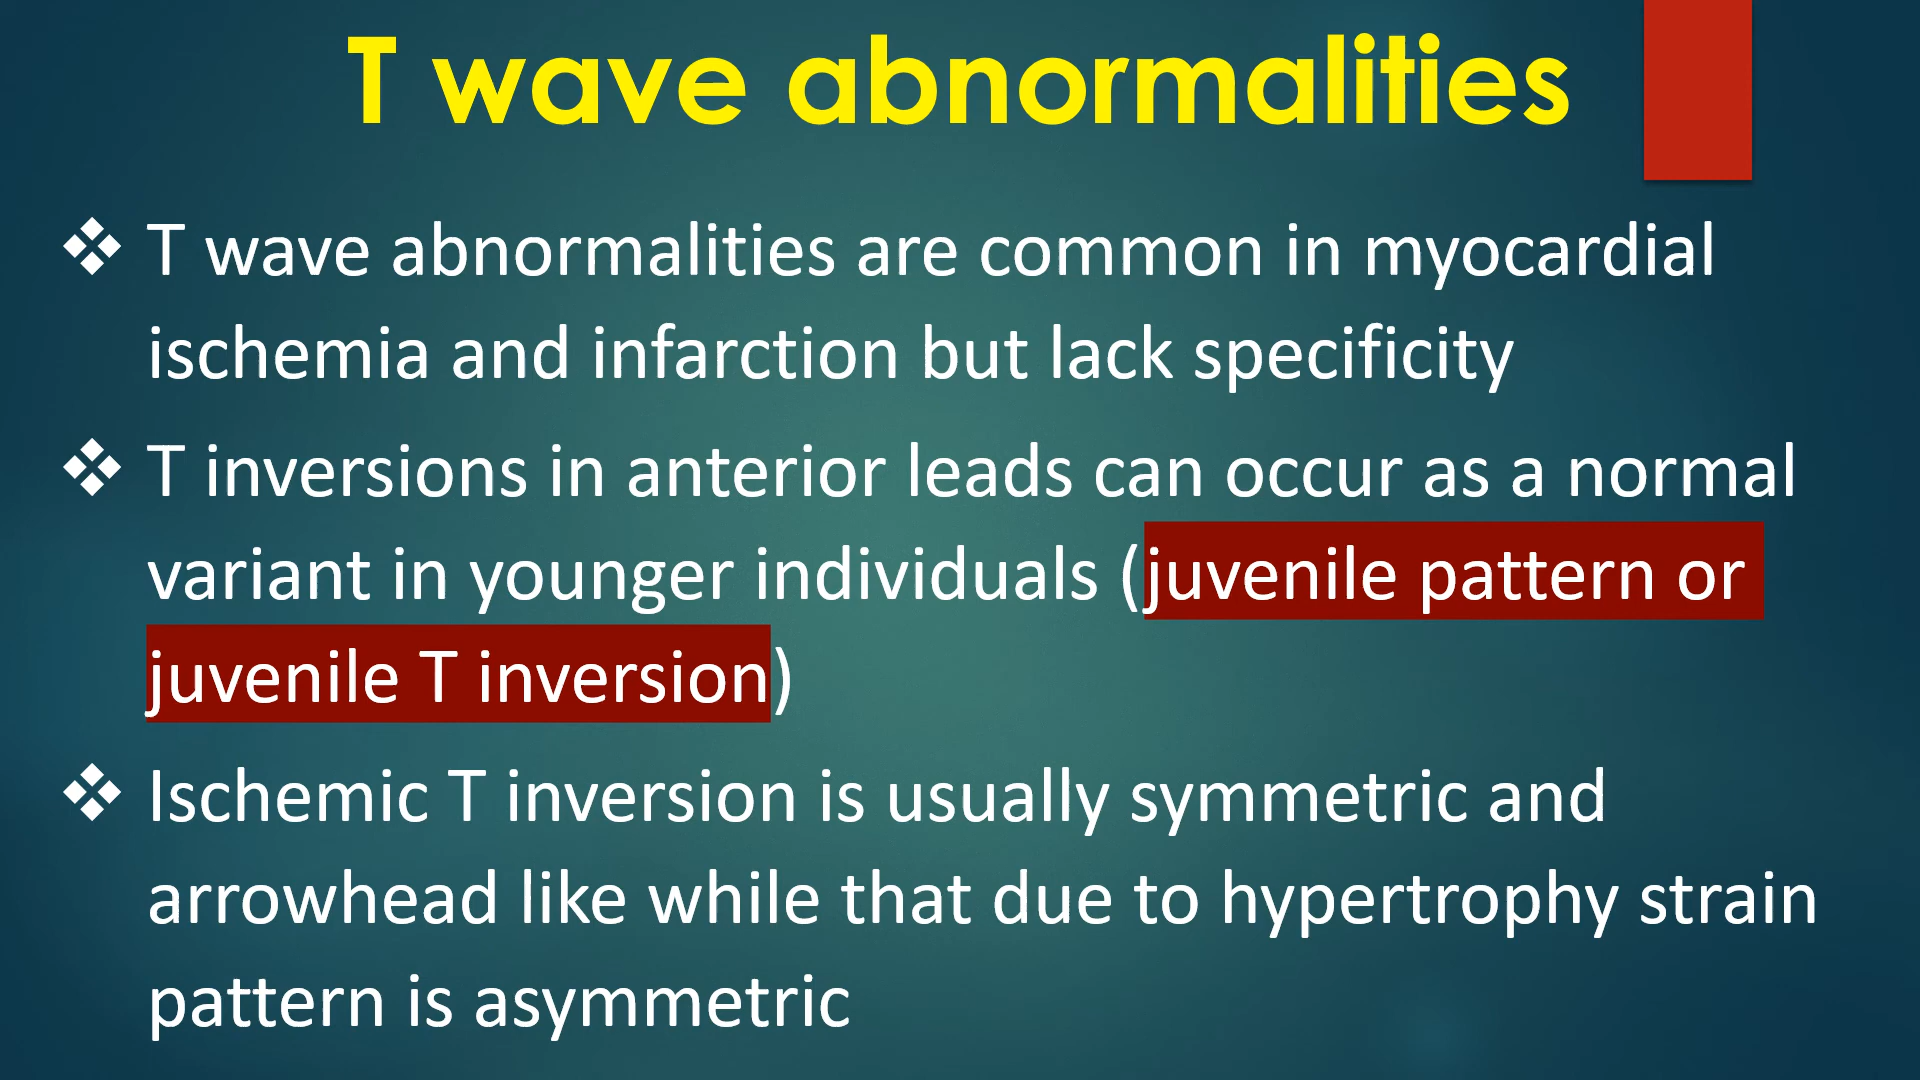 T wave abnormalities
❖ T wave abnormalities are common in myocardial
ischemia and infarction but lack specificity
❖ T inversions in anterior leads can occur as a normal
variant in younger individuals (juvenile pattern or
juvenile T inversion)
❖ Ischemic T inversion is usually symmetric and
arrowhead like while that due to hypertrophy strain
pattern is asymmetric